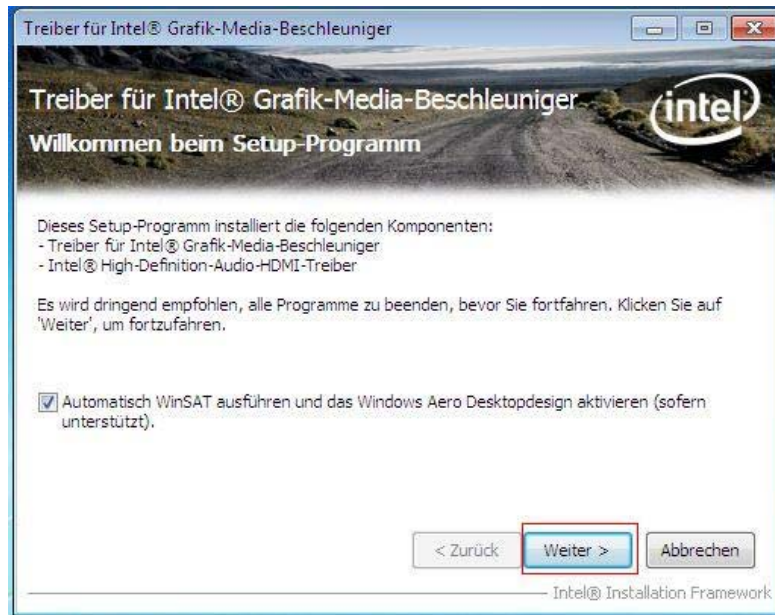 Treiber für Intel® Grafik-Media-Beschleuniger
Treiber für Intel® Grafik-Media-Beschleuniger
intel
Willkommen beim Setup-Programm
Dieses Setup-Programm installiert die folgenden Komponenten:
- Treiber für Intel® Grafik-Media-Beschleuniger
- Intel® High-Definition-Audio-HDMI-Treiber
Es wird dringend empfohlen, alle Programme zu beenden, bevor Sie fortfahren. Klicken Sie auf
'Weiter', um fortzufahren.
Automatisch WinSAT ausführen und das Windows Aero Desktopdesign aktivieren (sofern
unterstützt).
< Zurück Weiter > Abbrechen
Intel® Installation Framework